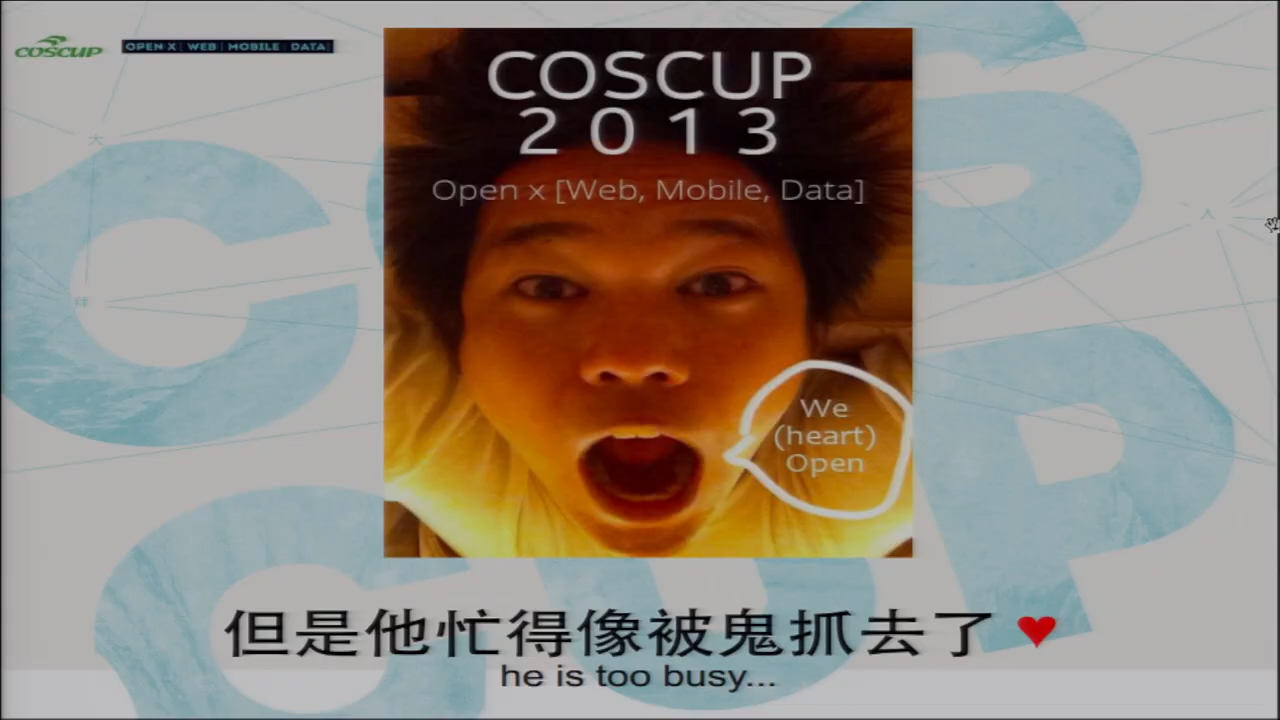 COSCUP
OPEN X | WEB | MOBILE | DATA
COSCUP
2013
Open x [Web, Mobile, Data]
We
(heart)
Open
但是他忙得像被鬼抓去了 ♥
he is too busy...